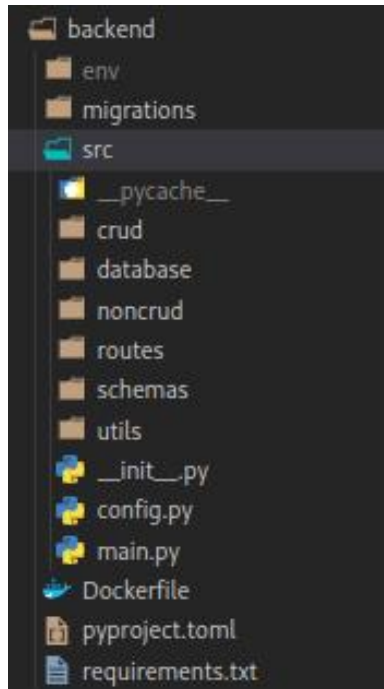 backend
env
migrations
src
__pycache__
crud
database
noncrud
routes
schemas
utils
__init__.py
config.py
main.py
Dockerfile
pyproject.toml
requirements.txt